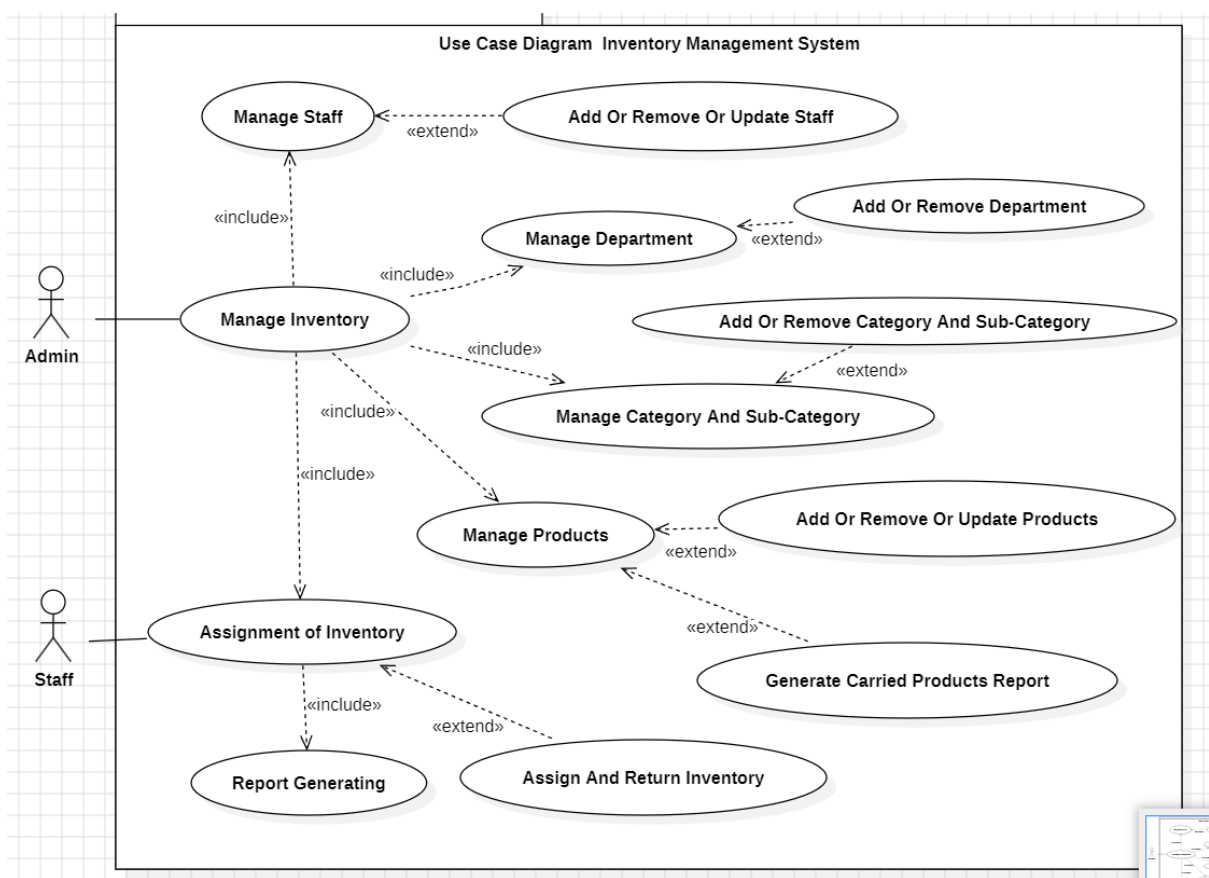 Use Case Diagram  Inventory Management System
Manage Staff
«extend»
Add Or Remove Or Update Staff
«include»
Add Or Remove Department
Manage Department
«extend»
«include»
Admin
Manage Inventory
Add Or Remove Category And Sub-Category
«include»
«extend»
Manage Category And Sub-Category
«include»
«include»
Manage Products
Add Or Remove Or Update Products
«extend»
Staff
Assignment of Inventory
«extend»
Generate Carried Products Report
«include»
«extend»
Report Generating
Assign And Return Inventory